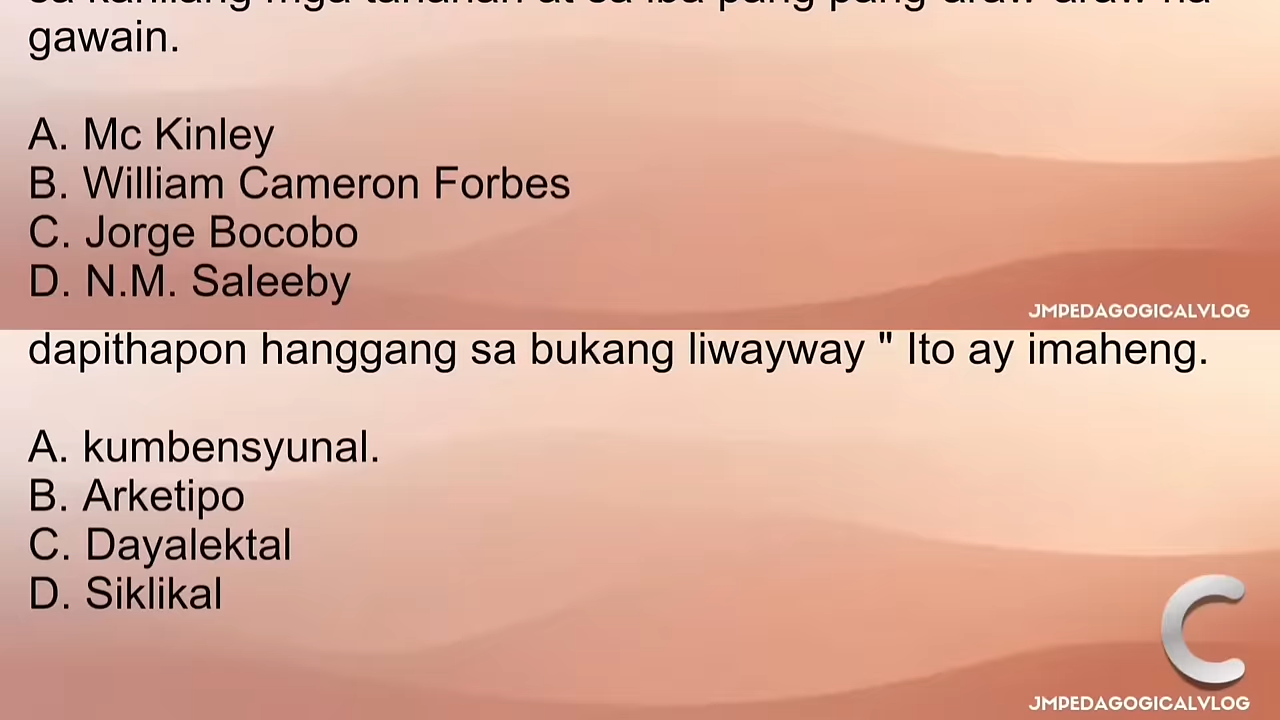 gawain.
A. Mc Kinley
B. William Cameron Forbes
C. Jorge Bocobo
D. N.M. Saleeby
JMPEDAGOGICALVLOG
dapithapon hanggang sa bukang liwayway " Ito ay imaheng.
A. kumbensyunal.
B. Arketipo
C. Dayalektal
D. Siklikal
C
JMPEDAGOGICALVLOG